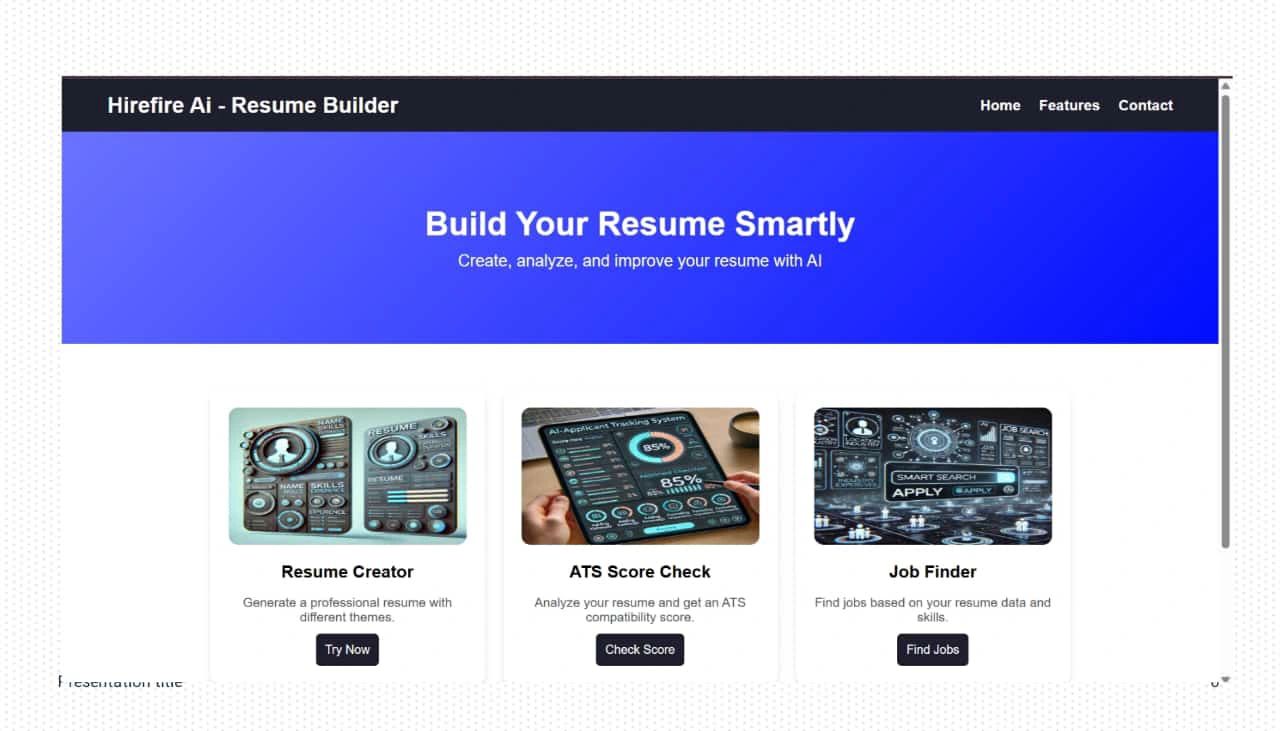 Hirefire Ai - Resume Builder
Home Features Contact
Build Your Resume Smartly
Create, analyze, and improve your resume with AI
NAME
SKILLS
RESUME
SKILLS
NAME
SKILLS
RESUME
AI-Applicant Tracking System
85%
85%
JOB SEARCH
SMART SEARCH
APPLY APPLY
Resume Creator
ATS Score Check
Job Finder
Generate a professional resume with
different themes.
Analyze your resume and get an ATS
compatibility score.
Find jobs based on your resume data and
skills.
Try Now
Check Score
Find Jobs
Presentation title